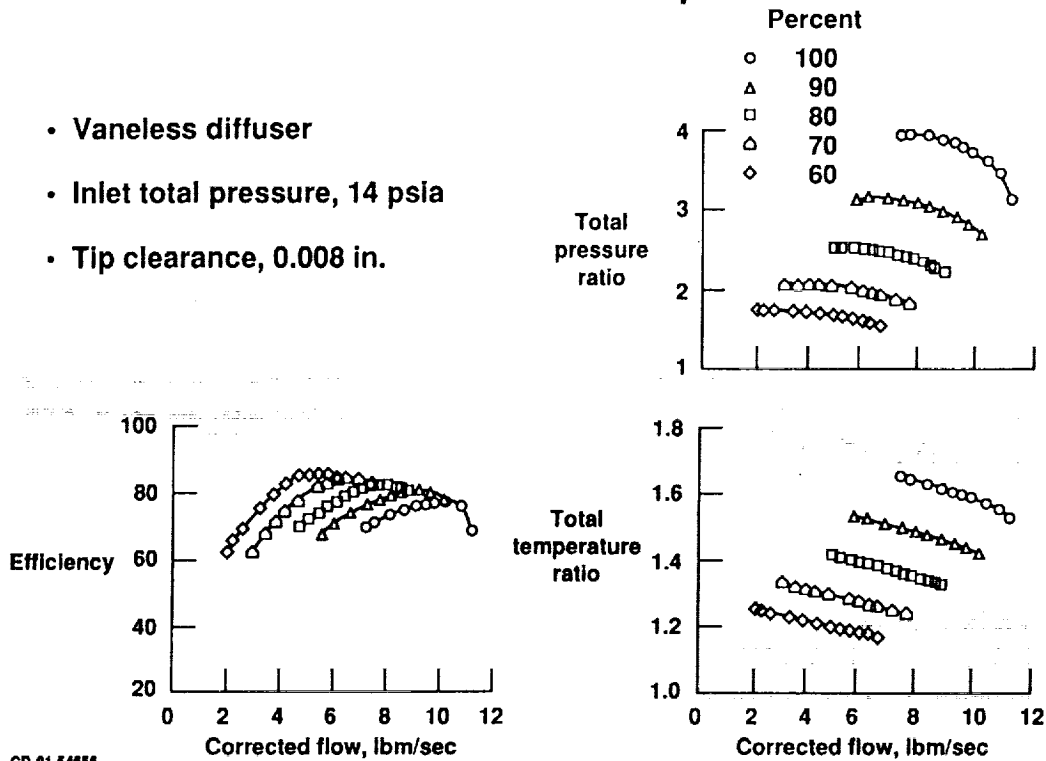 Percent
100
90
80
70
60
• Vaneless diffuser
• Inlet total pressure, 14 psia
• Tip clearance, 0.008 in.
Total
pressure
ratio
4
3
2
1
Efficiency
100
80
60
40
20
0 2 4 6 8 10 12
Corrected flow, lbm/sec
Total
temperature
ratio
1.8
1.6
1.4
1.2
1.0
0 2 4 6 8 10 12
Corrected flow, lbm/sec